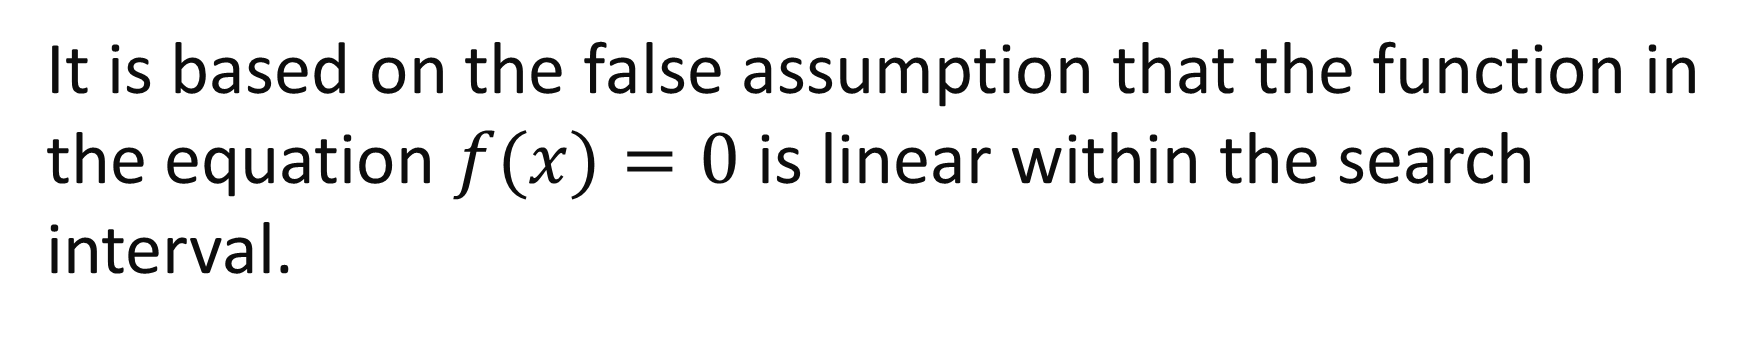 It is based on the false assumption that the function in
the equation f(x) = 0 is linear within the search
interval.